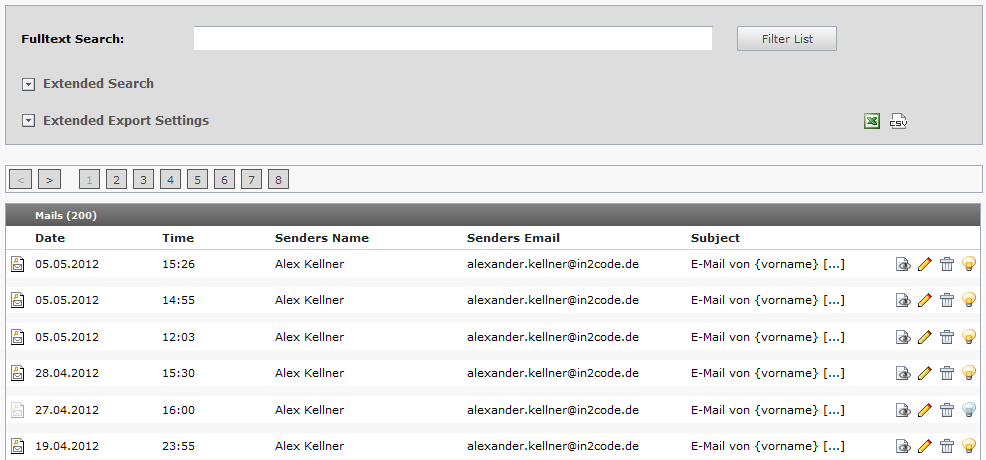 Fulltext Search: Filter List
Extended Search
Extended Export Settings CSV
< > 1 2 3 4 5 6 7 8
Mails (200)
Date Time Senders Name Senders Email Subject
05.05.2012 15:26 Alex Kellner alexander.kellner@in2code.de E-Mail von {vorname} [...]
05.05.2012 14:55 Alex Kellner alexander.kellner@in2code.de E-Mail von {vorname} [...]
05.05.2012 12:03 Alex Kellner alexander.kellner@in2code.de E-Mail von {vorname} [...]
28.04.2012 15:30 Alex Kellner alexander.kellner@in2code.de E-Mail von {vorname} [...]
27.04.2012 16:00 Alex Kellner alexander.kellner@in2code.de E-Mail von {vorname} [...]
19.04.2012 23:55 Alex Kellner alexander.kellner@in2code.de E-Mail von {vorname} [...]